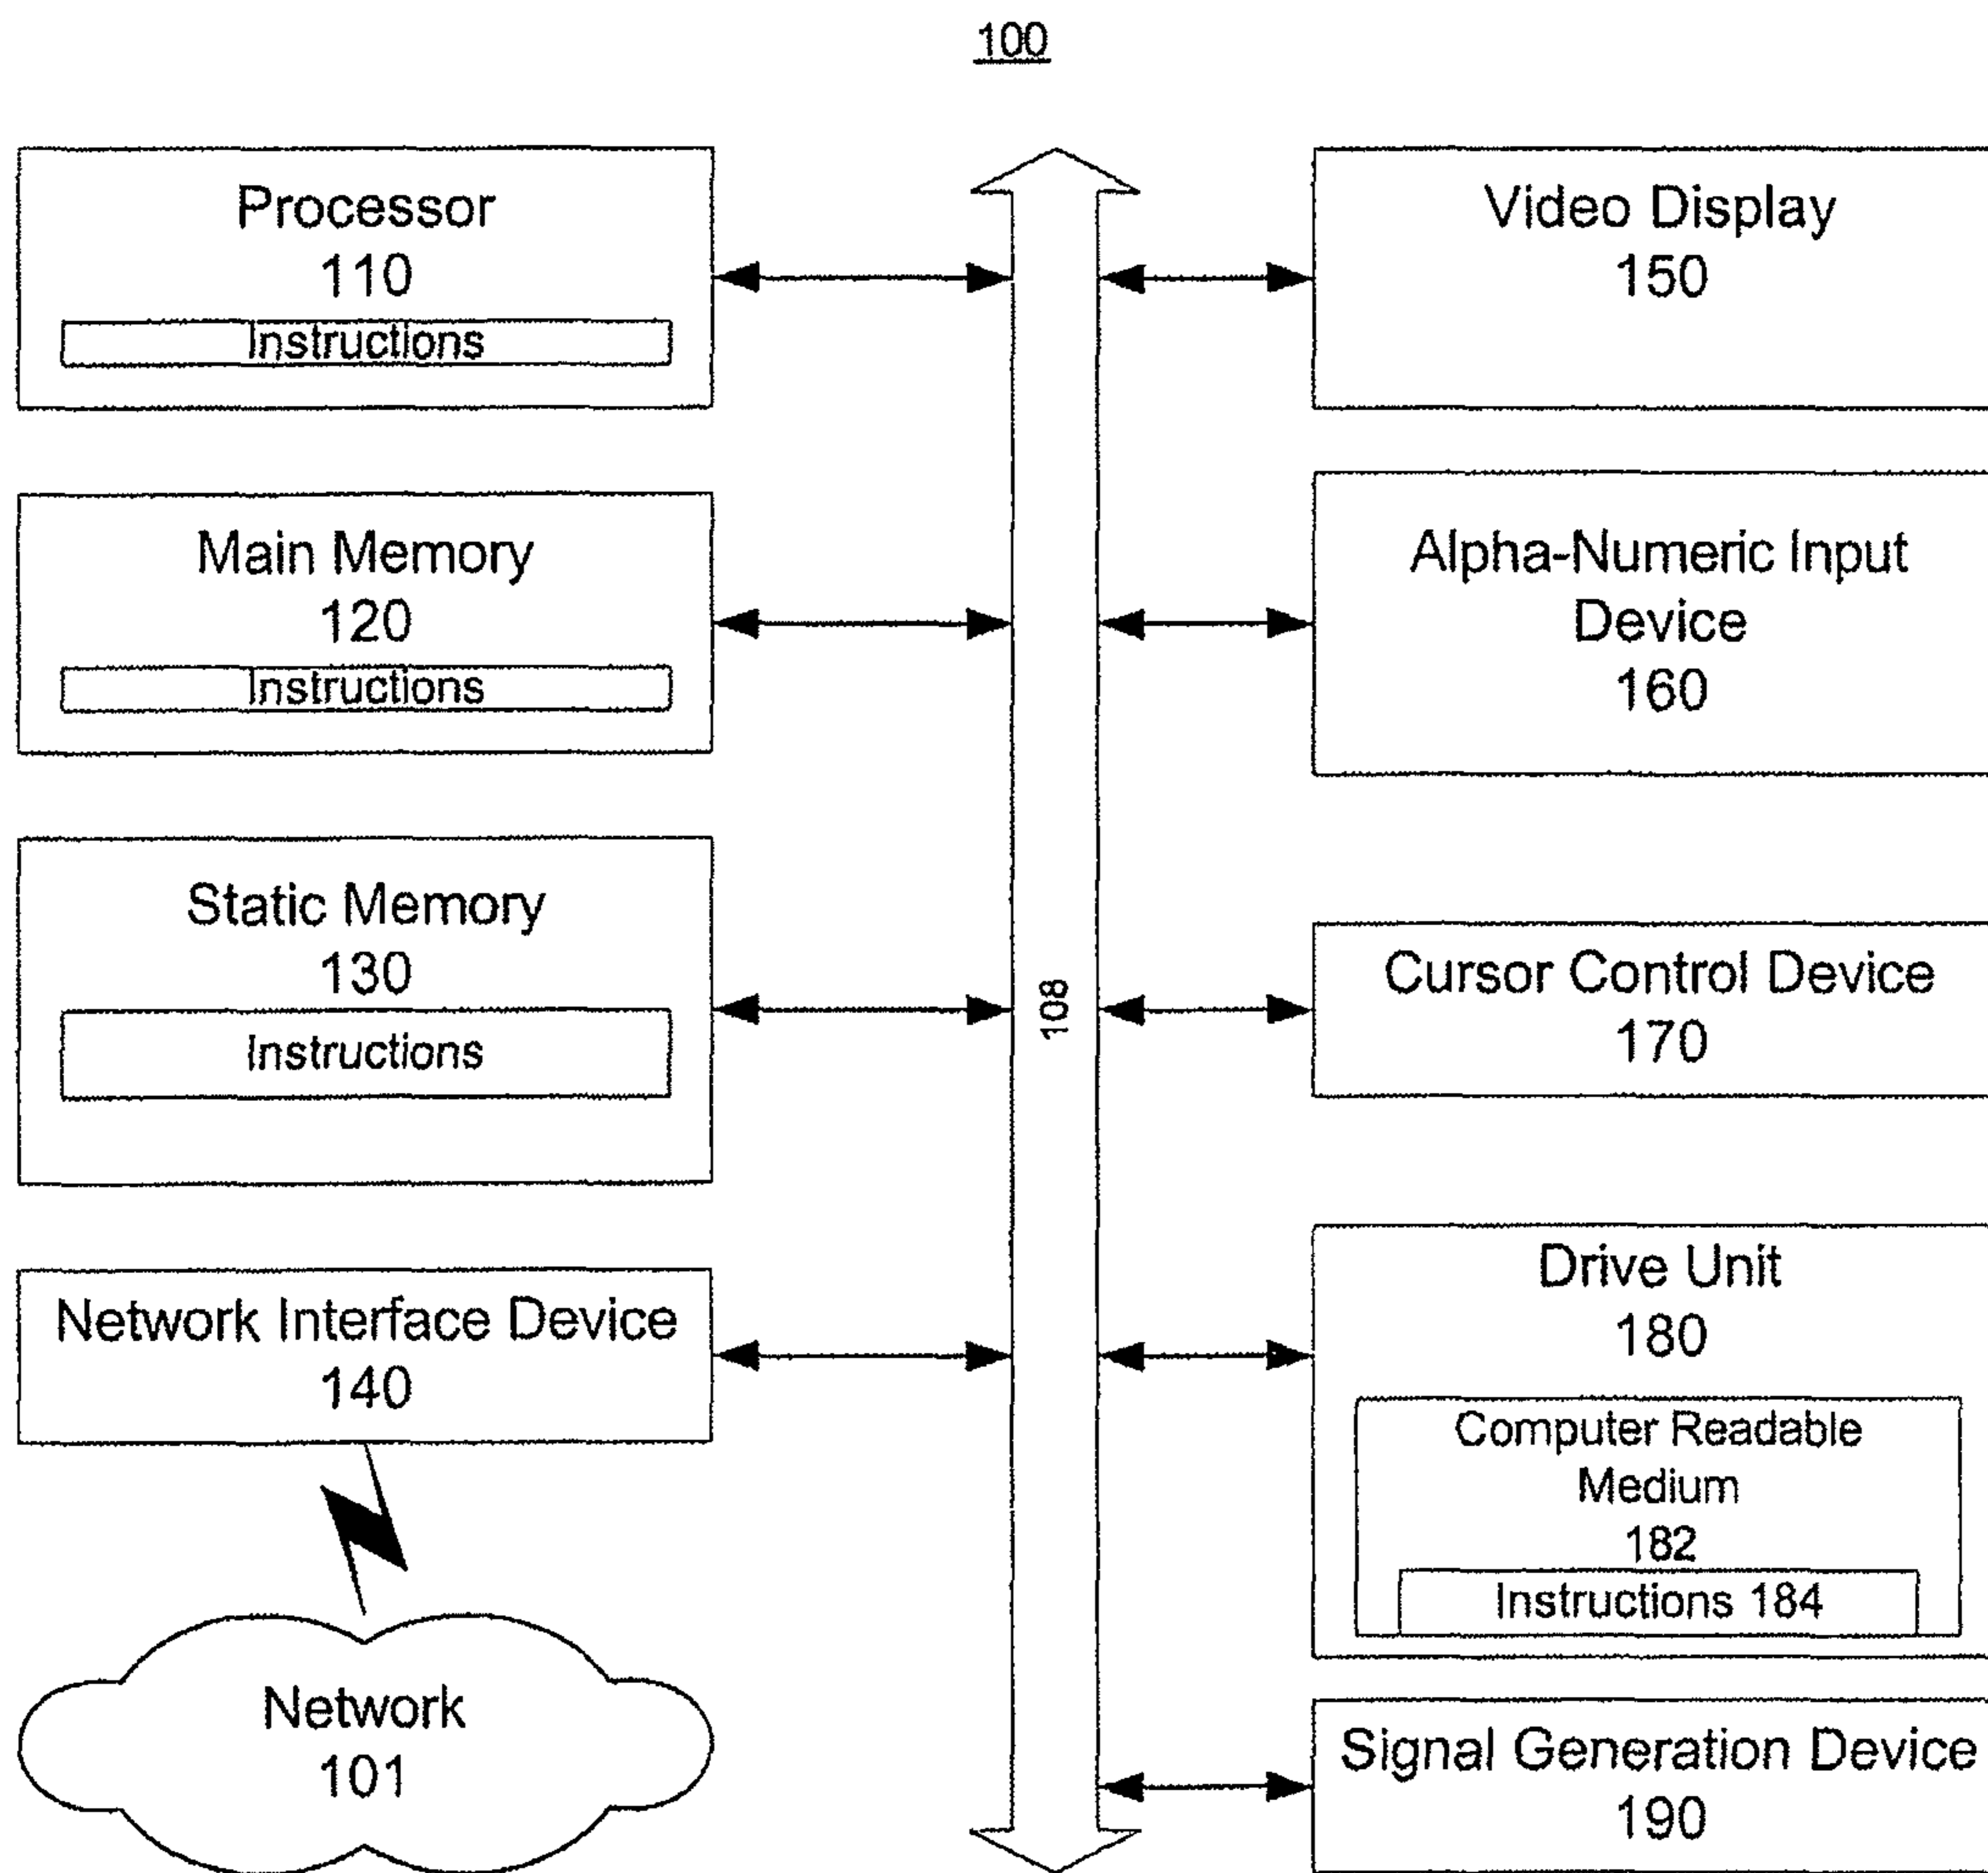 100
Processor
110
Instructions
Main Memory
120
Instructions
Static Memory
130
Instructions
Network Interface Device
140
Network
101
108
Video Display
150
Alpha-Numeric Input
Device
160
Cursor Control Device
170
Drive Unit
180
Computer Readable
Medium
182
Instructions 184
Signal Generation Device
190